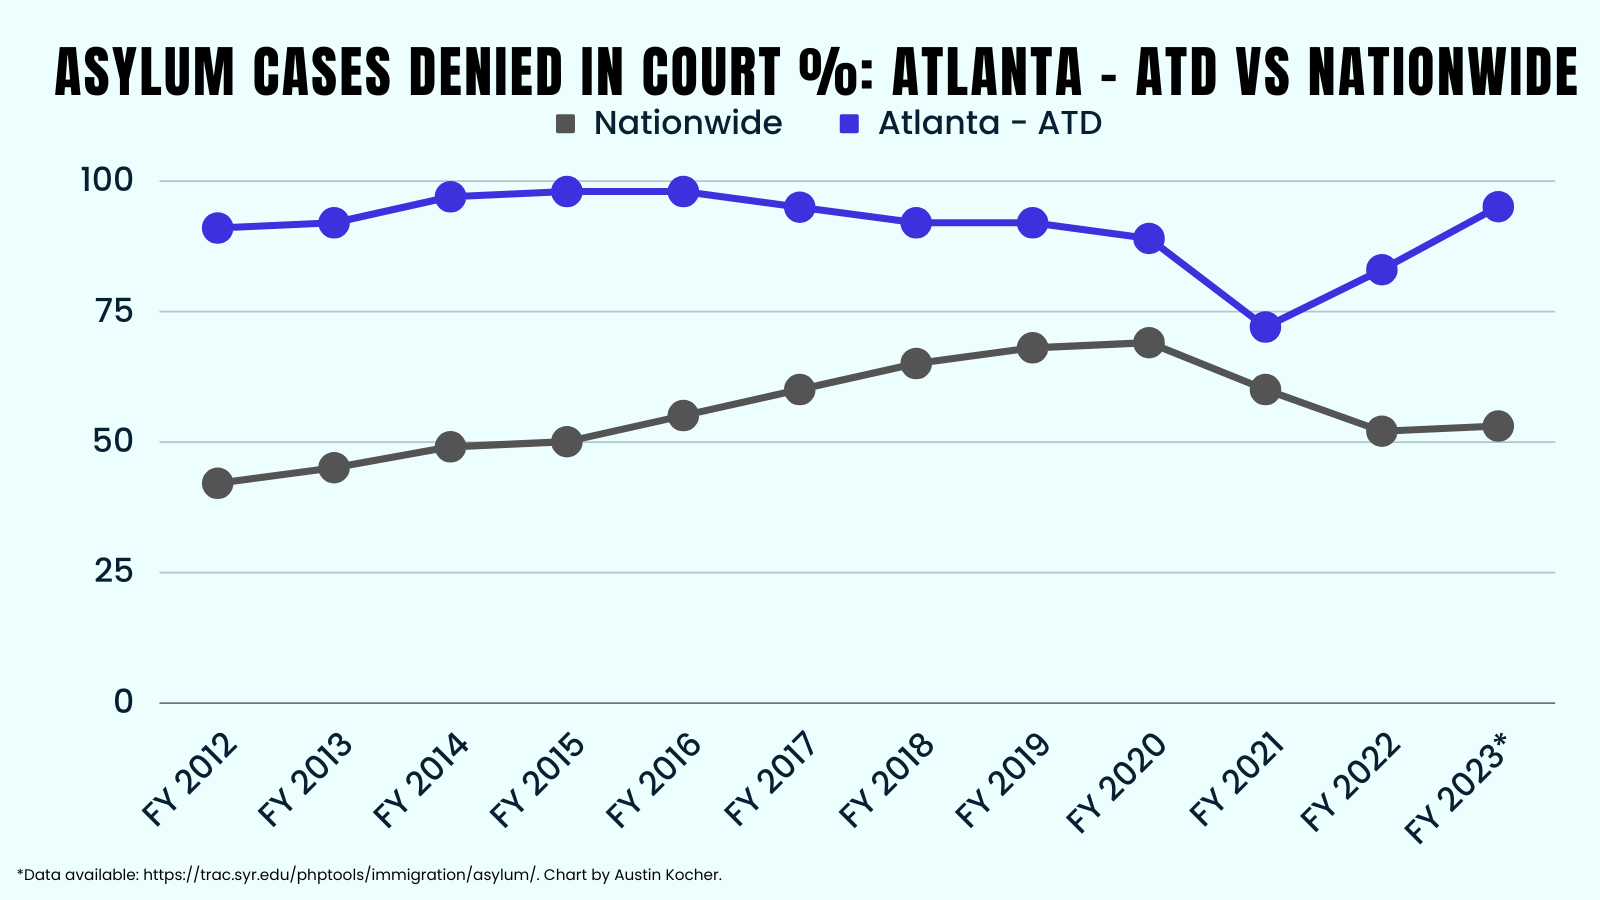 ASYLUM CASES DENIED IN COURT %: ATLANTA - ATD VS NATIONWIDE
Nationwide Atlanta - ATD
100
75
50
25
0
FY 2012 FY 2013 FY 2014 FY 2015 FY 2016 FY 2017 FY 2018 FY 2019 FY 2020 FY 2021 FY 2022 FY 2023*
*Data available: https://trac.syr.edu/phptools/immigration/asylum/. Chart by Austin Kocher.